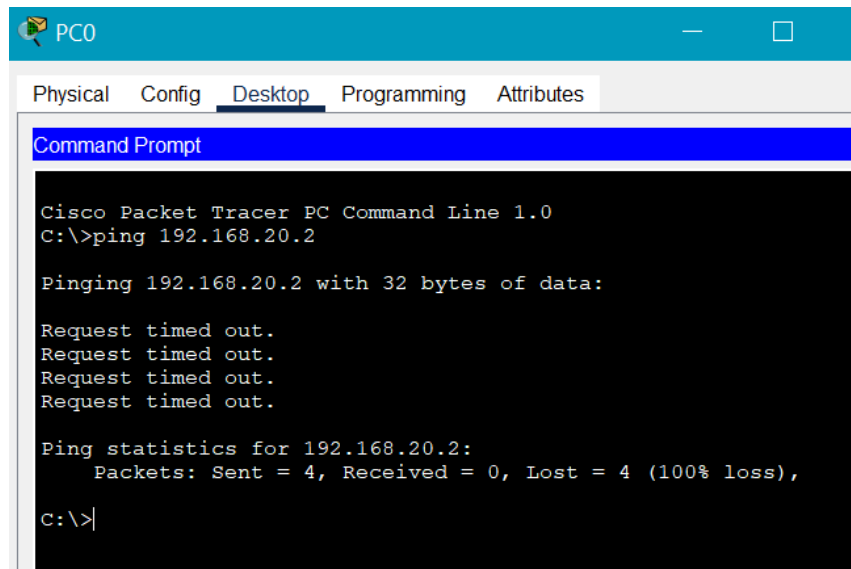 PC0
Physical Config Desktop Programming Attributes
Command Prompt
Cisco Packet Tracer PC Command Line 1.0
C:\>ping 192.168.20.2
Pinging 192.168.20.2 with 32 bytes of data:
Request timed out.
Request timed out.
Request timed out.
Request timed out.
Ping statistics for 192.168.20.2:
    Packets: Sent = 4, Received = 0, Lost = 4 (100% loss),
C:\>